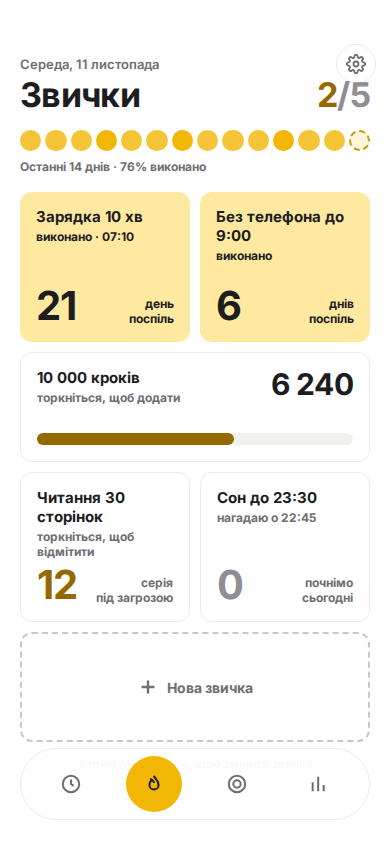 Середа, 11 листопада
Звички
2/5
Останні 14 днів · 76% виконано
Зарядка 10 хв
виконано · 07:10
21
день
поспіль
Без телефона до
9:00
виконано
6
днів
поспіль
10 000 кроків
торкніться, щоб додати
6 240
Читання 30
сторінок
торкніться, щоб
відмітити
12
серія
під загрозою
Сон до 23:30
нагадаю о 22:45
0
почнімо
сьогодні
Нова звичка
щоб змінити звичку